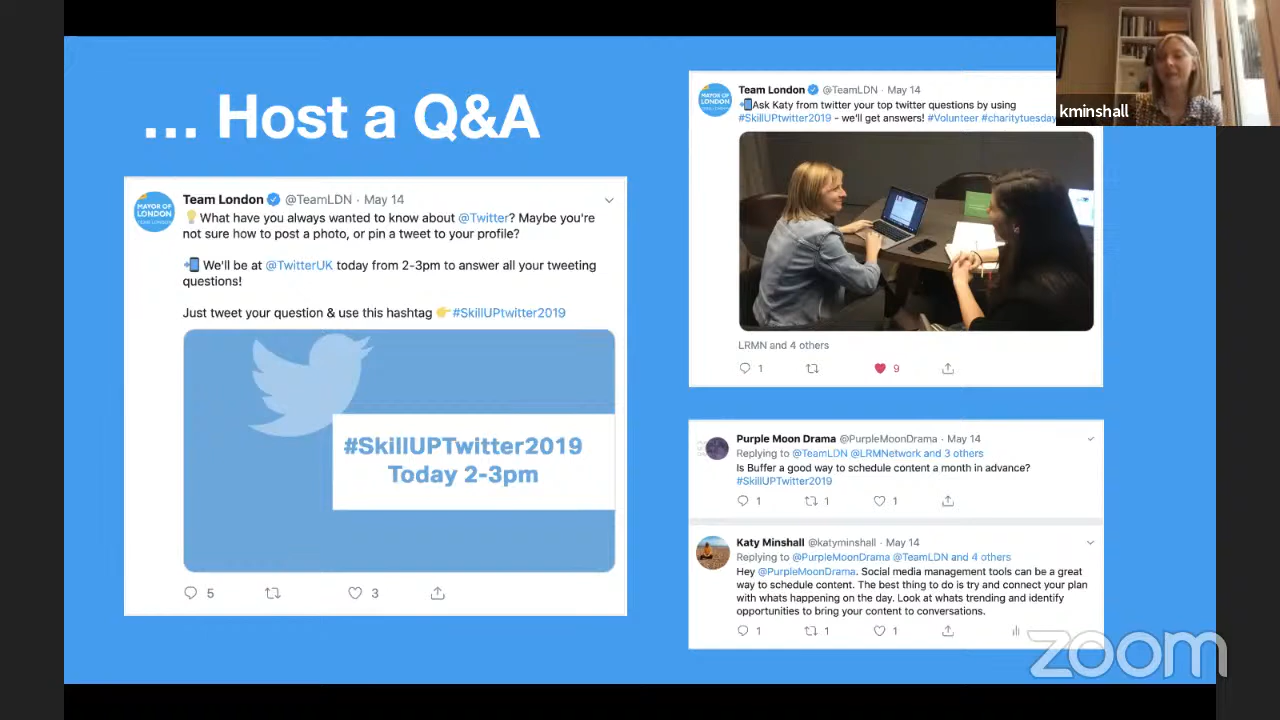 ... Host a Q&A
Team London @TeamLDN · May 14
MAYOR OF
LONDON
What have you always wanted to know about @Twitter? Maybe you're
not sure how to post a photo, or pin a tweet to your profile?
We'll be at @TwitterUK today from 2-3pm to answer all your tweeting
questions!
Just tweet your question & use this hashtag 👉 #SkillUPtwitter2019
#SkillUPTwitter2019
Today 2-3pm
5
3
Team London @TeamLDN · May 14
MAYOR OF
LONDON
Ask Katy from twitter your top twitter questions by using
#SkillUPtwitter2019 - we'll get answers! #Volunteer #charitytuesday
LRMN and 4 others
1
9
Purple Moon Drama @PurpleMoonDrama · May 14
Replying to @TeamLDN @LRMNetwork and 3 others
Is Buffer a good way to schedule content a month in advance?
#SkillUPTwitter2019
1 1 1
Katy Minshall @katyminshall · May 14
Replying to @PurpleMoonDrama @TeamLDN and 4 others
Hey @PurpleMoonDrama. Social media management tools can be a great
way to schedule content. The best thing to do is try and connect your plan
with whats happening on the day. Look at whats trending and identify
opportunities to bring your content to conversations.
1 1 1
kminshall
zoom